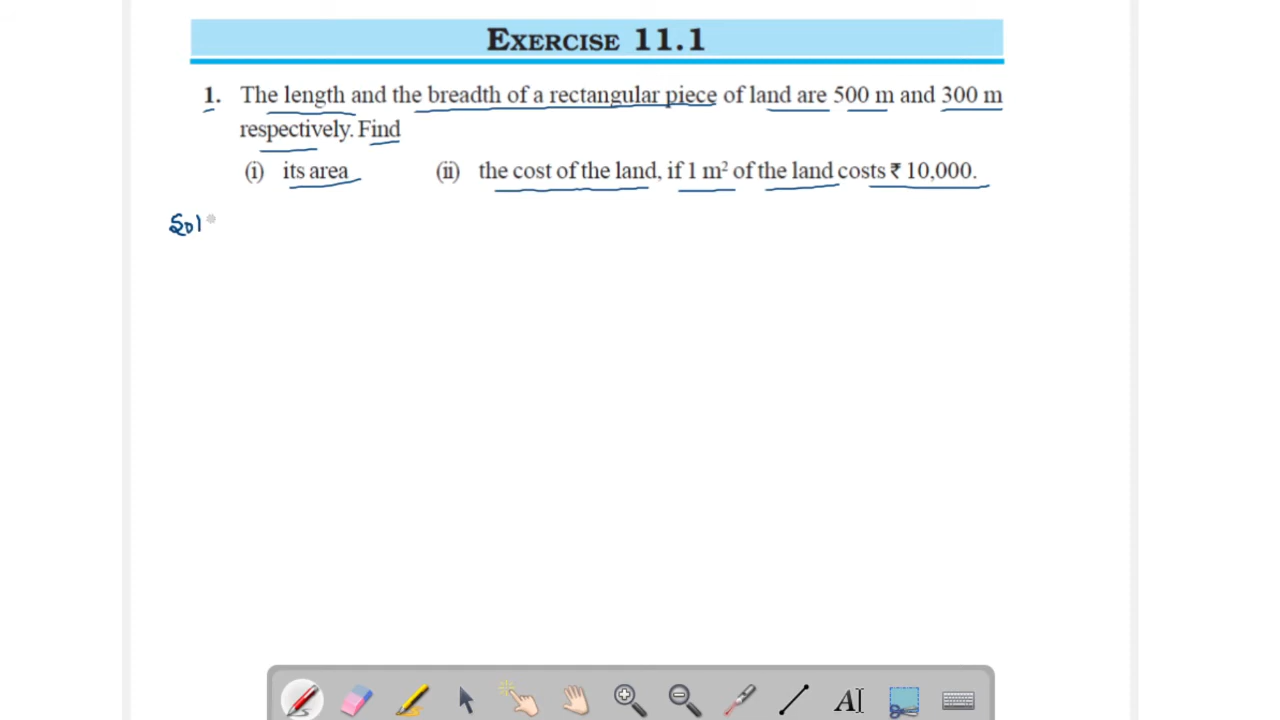 EXERCISE 11.1
1. The length and the breadth of a rectangular piece of land are 500 m and 300 m
respectively. Find
(i) its area (ii) the cost of the land, if 1 m² of the land costs ₹ 10,000.
Sol
AI